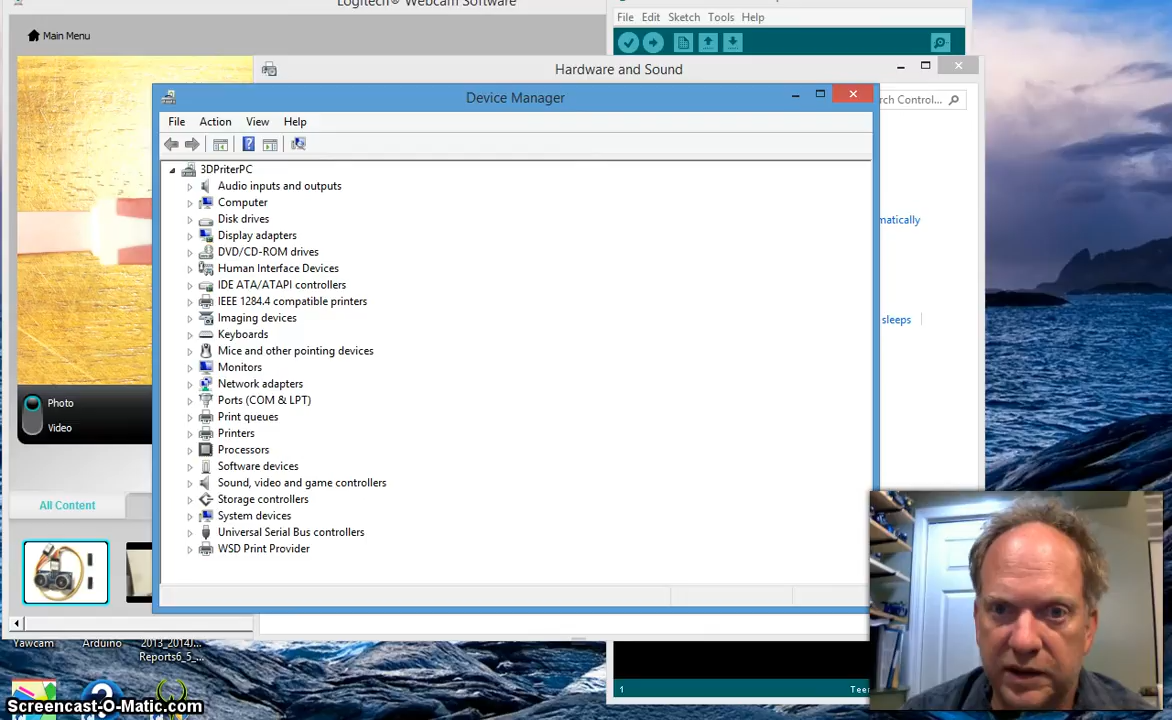 Logitech® Webcam Software
Main Menu
File Edit Sketch Tools Help
Hardware and Sound
Device Manager
rch Control...
File Action View Help
3DPriterPC
Audio inputs and outputs
Computer
Disk drives
matically
Display adapters
DVD/CD-ROM drives
Human Interface Devices
IDE ATA/ATAPI controllers
IEEE 1284.4 compatible printers
Imaging devices
sleeps
Keyboards
Mice and other pointing devices
Monitors
Network adapters
Photo
Ports (COM & LPT)
Print queues
Video
Printers
Processors
Software devices
Sound, video and game controllers
All Content
Storage controllers
System devices
Universal Serial Bus controllers
WSD Print Provider
Yawcam
Arduino
2013_2014)...
Reports6_5_...
1
Teen
Screencast-O-Matic.com